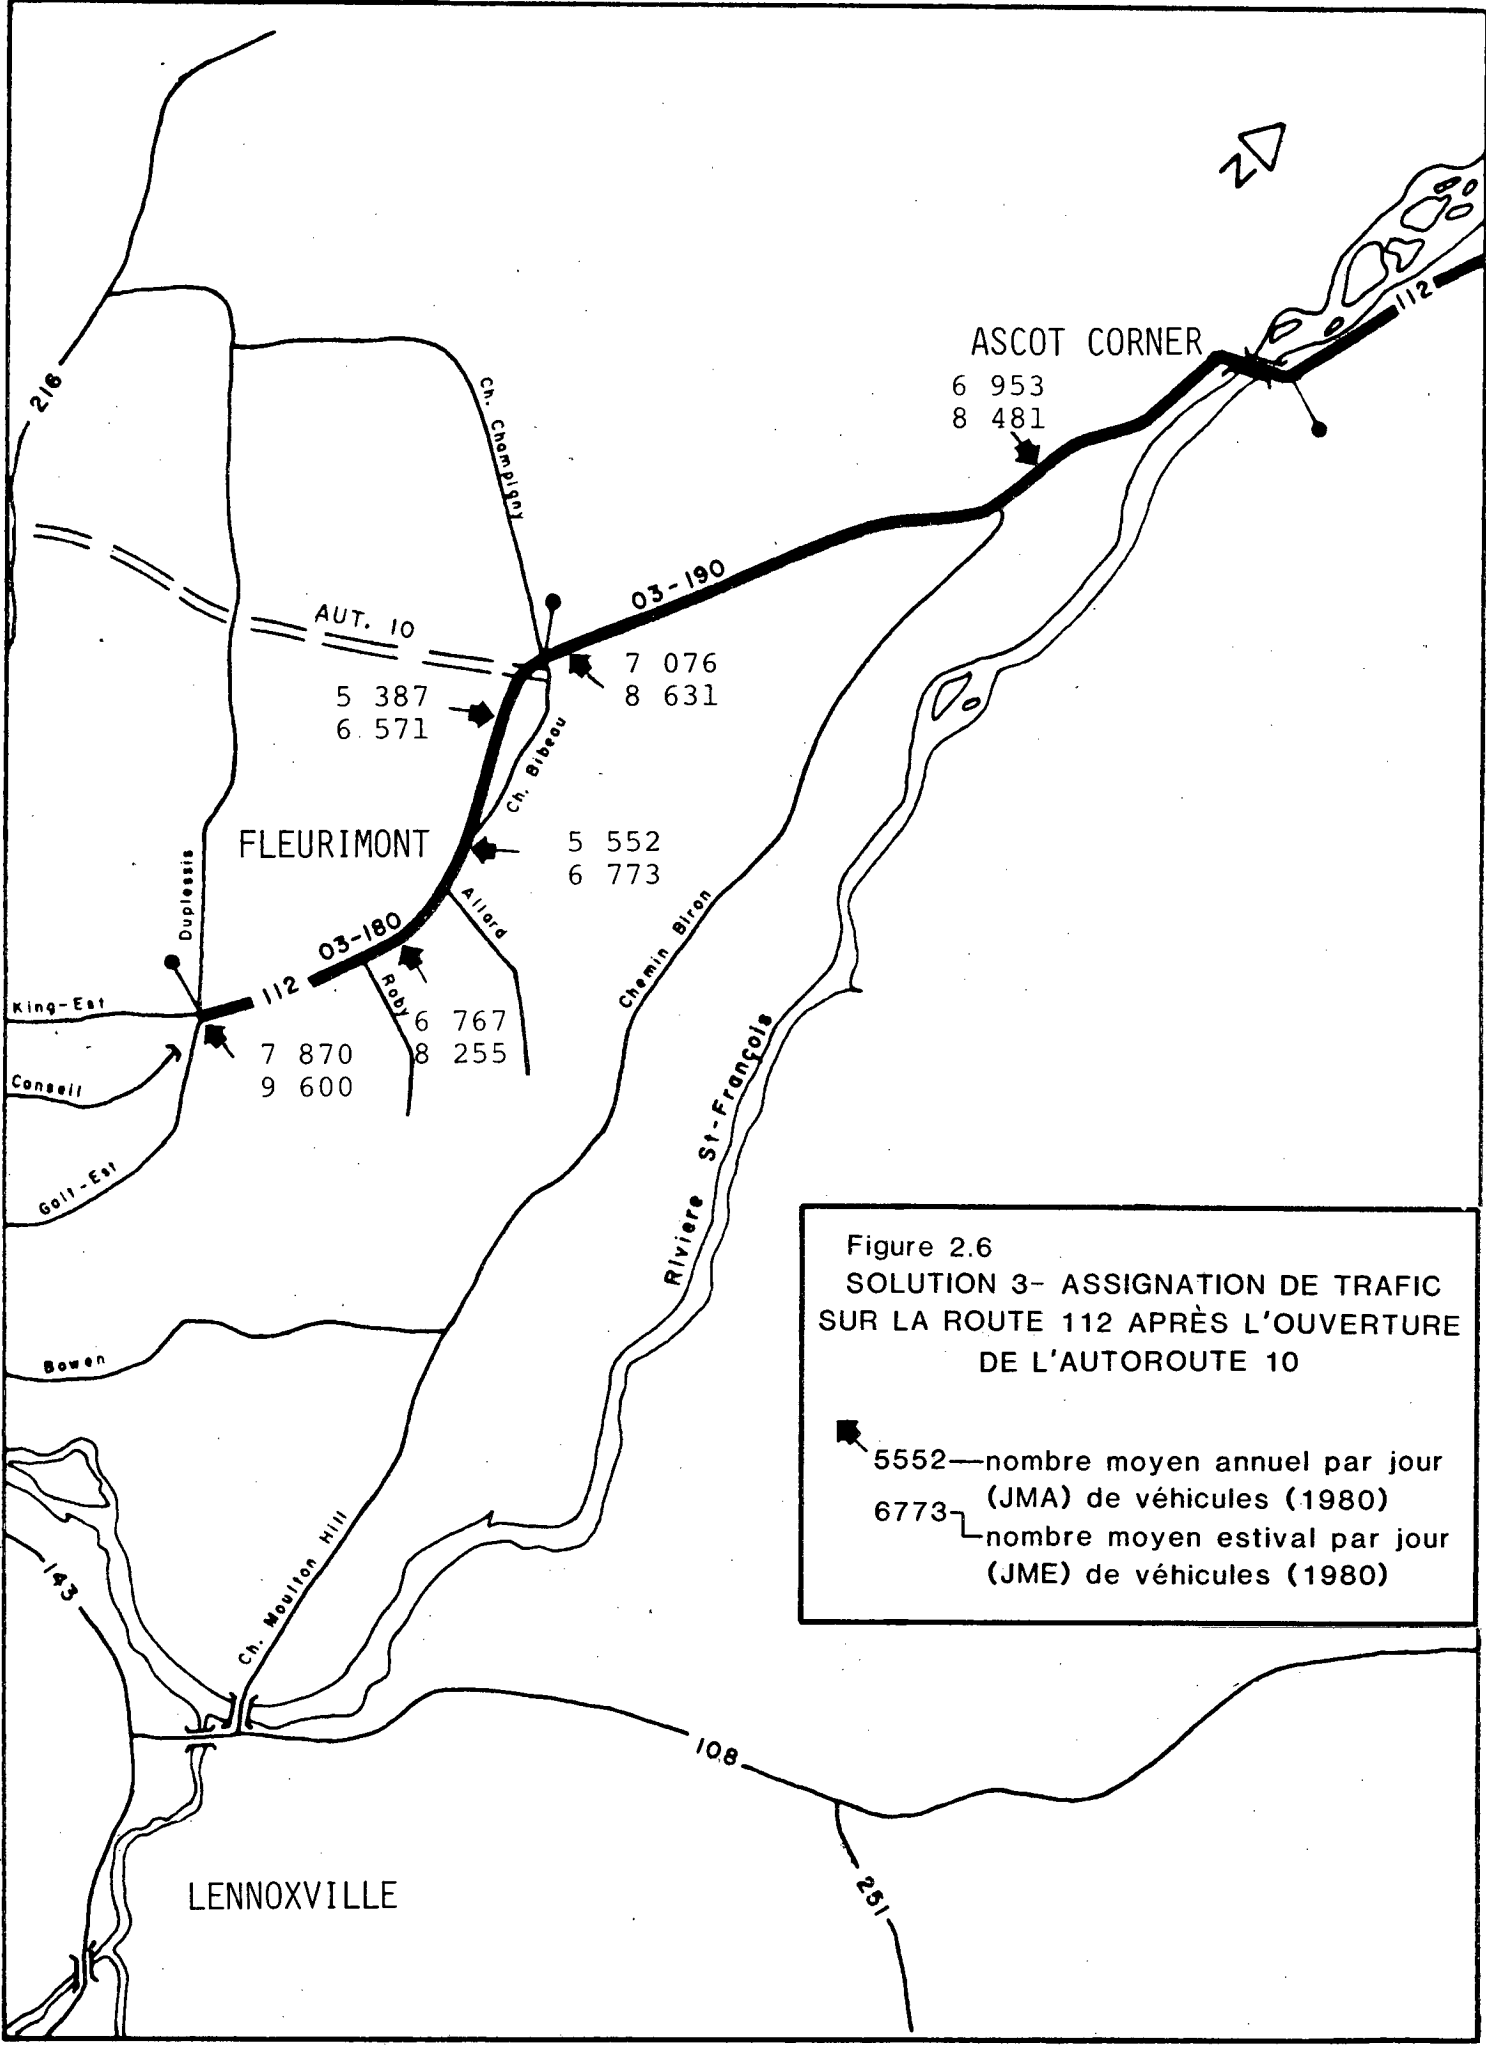 N
112
ASCOT CORNER
6 953
8 481
216
Ch. Champigny
03-190
AUT. 10
7 076
8 631
5 387
6 571
Ch. Bibeau
FLEURIMONT
5 552
6 773
Duplessis
Allard
03-180
Chemin Biron
112
Roby
King-Est
6 767
8 255
7 870
9 600
Conseil
Rivière St-François
Galt-Est
Bowen
Figure 2.6
SOLUTION 3- ASSIGNATION DE TRAFIC
SUR LA ROUTE 112 APRÈS L'OUVERTURE
DE L'AUTOROUTE 10
5552—nombre moyen annuel par jour
(JMA) de véhicules (1980)
6773
nombre moyen estival par jour
(JME) de véhicules (1980)
143
Ch. Moulton Hill
108
LENNOXVILLE
251